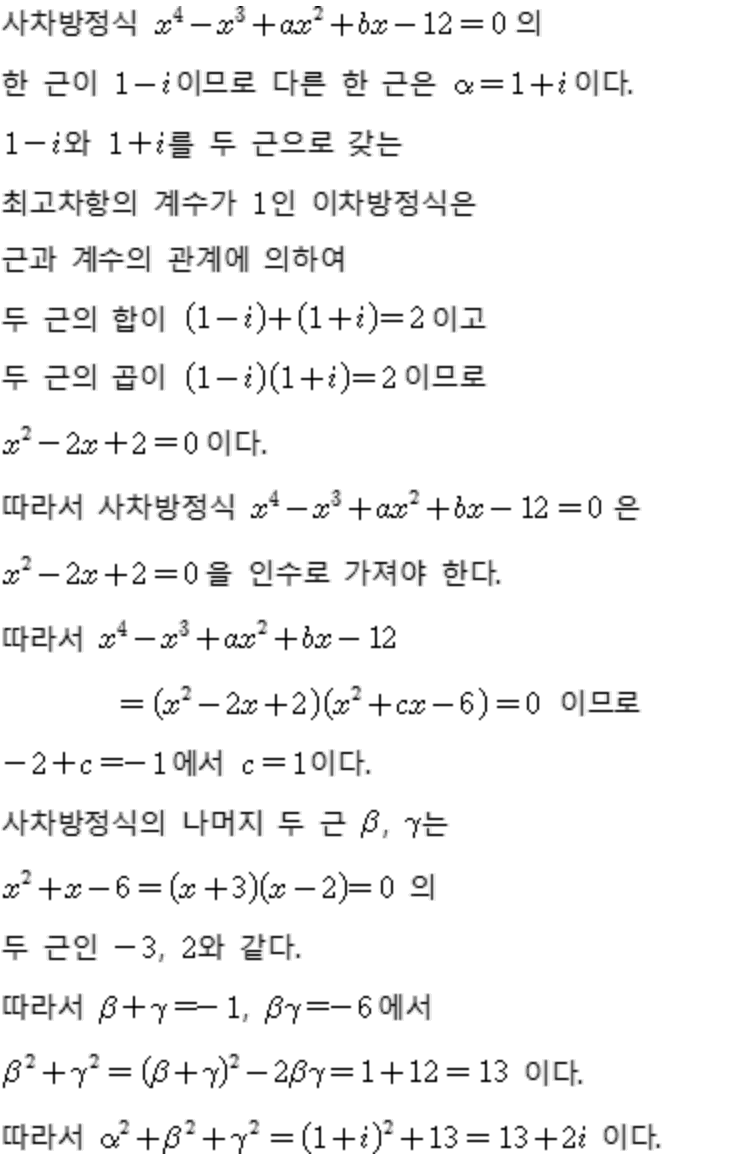 사차방정식 x⁴−x³+ax²+bx−12=0 의
한 근이 1−i이므로 다른 한 근은 α=1+i이다.
1−i와 1+i를 두 근으로 갖는
최고차항의 계수가 1인 이차방정식은
근과 계수의 관계에 의하여
두 근의 합이 (1−i)+(1+i)=2이고
두 근의 곱이 (1−i)(1+i)=2이므로
x²−2x+2=0이다.
따라서 사차방정식 x⁴−x³+ax²+bx−12=0 은
x²−2x+2=0을 인수로 가져야 한다.
따라서 x⁴−x³+ax²+bx−12
=(x²−2x+2)(x²+cx−6)=0 이므로
−2+c=−1에서 c=1이다.
사차방정식의 나머지 두 근 β, γ는
x²+x−6=(x+3)(x−2)=0 의
두 근인 −3, 2와 같다.
따라서 β+γ=−1, βγ=−6에서
β²+γ²=(β+γ)²−2βγ=1+12=13 이다.
따라서 α²+β²+γ²=(1+i)²+13=13+2i 이다.